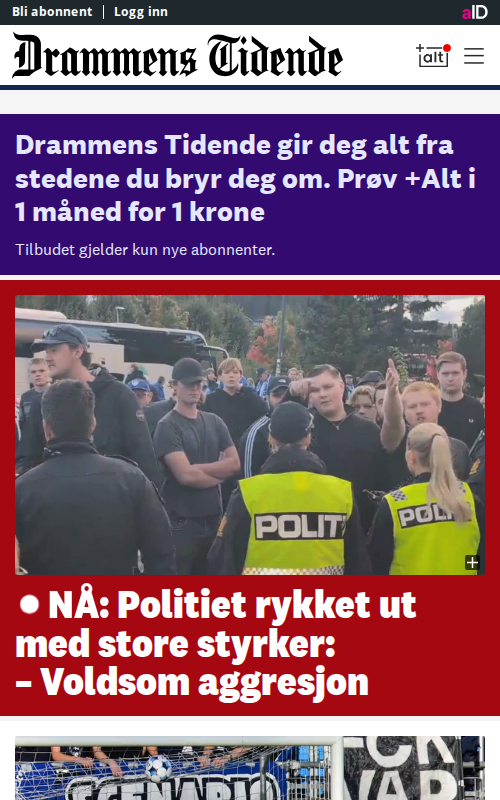 Bli abonnent | Logg inn
aID
Drammens Tidende
+alt
Drammens Tidende gir deg alt fra
stedene du bryr deg om. Prøv +Alt i
1 måned for 1 krone
Tilbudet gjelder kun nye abonnenter.
POLITI
POLITI
NÅ: Politiet rykket ut
med store styrker:
– Voldsom aggresjon
SCENARIO